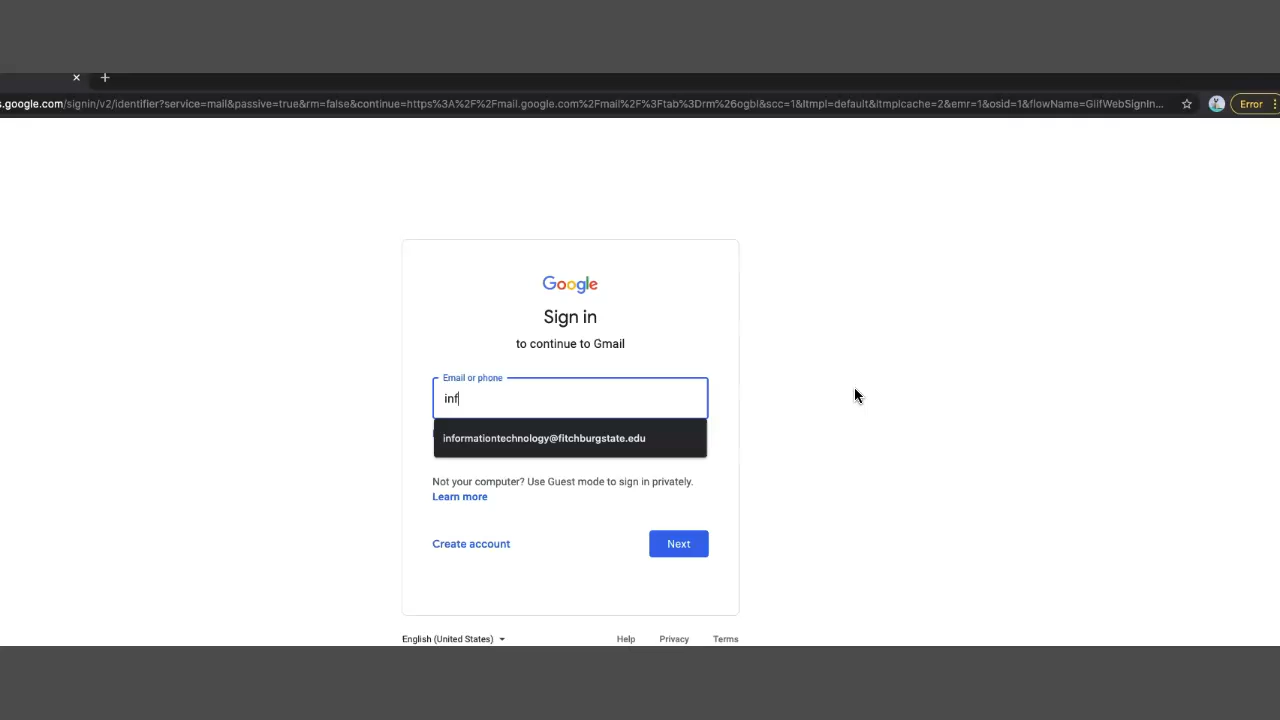 s.google.com/signin/v2/identifier?service=mail&passive=true&rm=false&continue=https%3A%2F%2Fmail.google.com%2Fmail%2F%3Ftab%3Drm%26ogbl&scc=1&ltmpl=default&ltmplcache=2&emr=1&osid=1&flowName=GlifWebSignIn...
Error
Google
Sign in
to continue to Gmail
Email or phone
inf
informationtechnology@fitchburgstate.edu
Not your computer? Use Guest mode to sign in privately.
Learn more
Create account
Next
English (United States)
Help Privacy Terms